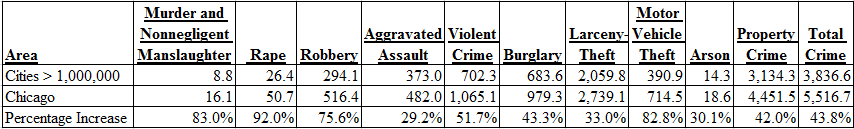 Murder and Motor
Nonnegligent Aggravated Violent Larceny- Vehicle Property Total
Area Manslaughter Rape Robbery Assault Crime Burglary Theft Theft Arson Crime Crime
Cities > 1,000,000 8.8 26.4 294.1 373.0 702.3 683.6 2,059.8 390.9 14.3 3,134.3 3,836.6
Chicago 16.1 50.7 516.4 482.0 1,065.1 979.3 2,739.1 714.5 18.6 4,451.5 5,516.7
Percentage Increase 83.0% 92.0% 75.6% 29.2% 51.7% 43.3% 33.0% 82.8% 30.1% 42.0% 43.8%